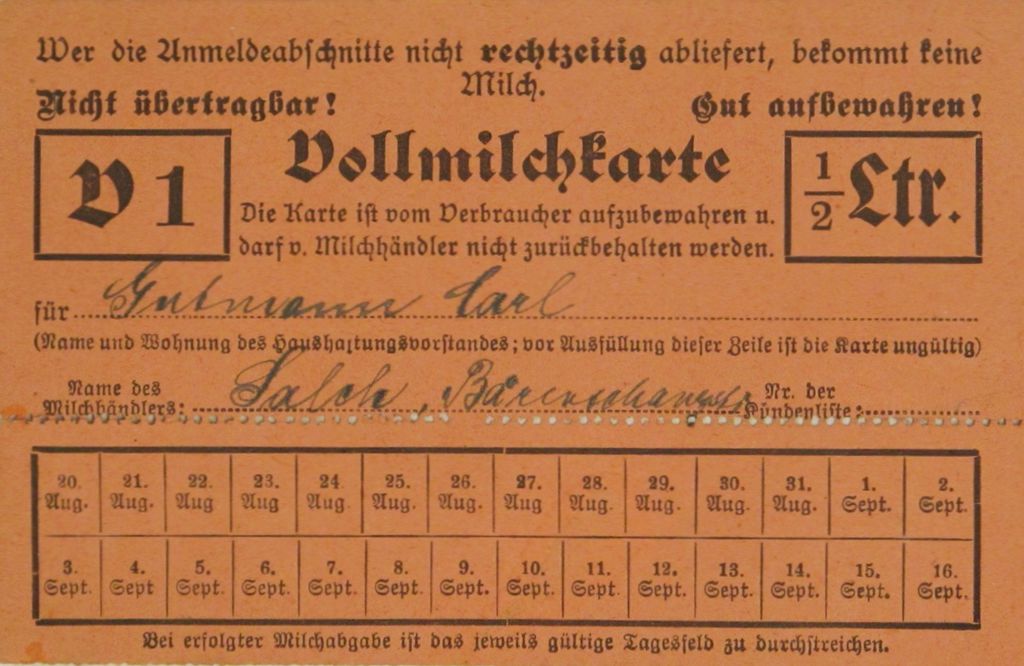 Wer die Anmeldeabschnitte nicht rechtzeitig abliefert, bekommt keine
Milch.
Nicht übertragbar! Gut aufbewahren!
V 1 Vollmilchkarte 1/2 Ltr.
Die Karte ist vom Verbraucher aufzubewahren u.
darf v. Milchhändler nicht zurückbehalten werden.
für Gutmann Carl
(Name und Wohnung des Haushaltungsvorstandes; vor Ausfüllung dieser Zeile ist die Karte ungültig)
Name des Milchhändlers: Salch, Nr. der Kundenliste:
20. Aug. 21. Aug. 22. Aug 23. Aug 24. Aug 25. Aug. 26. Aug. 27. Aug 28. Aug. 29. Aug. 30. Aug. 31. Aug. 1. Sept. 2. Sept.
3. Sept. 4. Sept 5. Sept. 6. Sept. 7. Sept. 8. Sept. 9. Sept. 10. Sept. 11. Sept. 12. Sept. 13. Sept. 14. Sept. 15. Sept. 16. Sept.
Bei erfolgter Milchabgabe ist das jeweils gültige Tagesfeld zu durchstreichen.